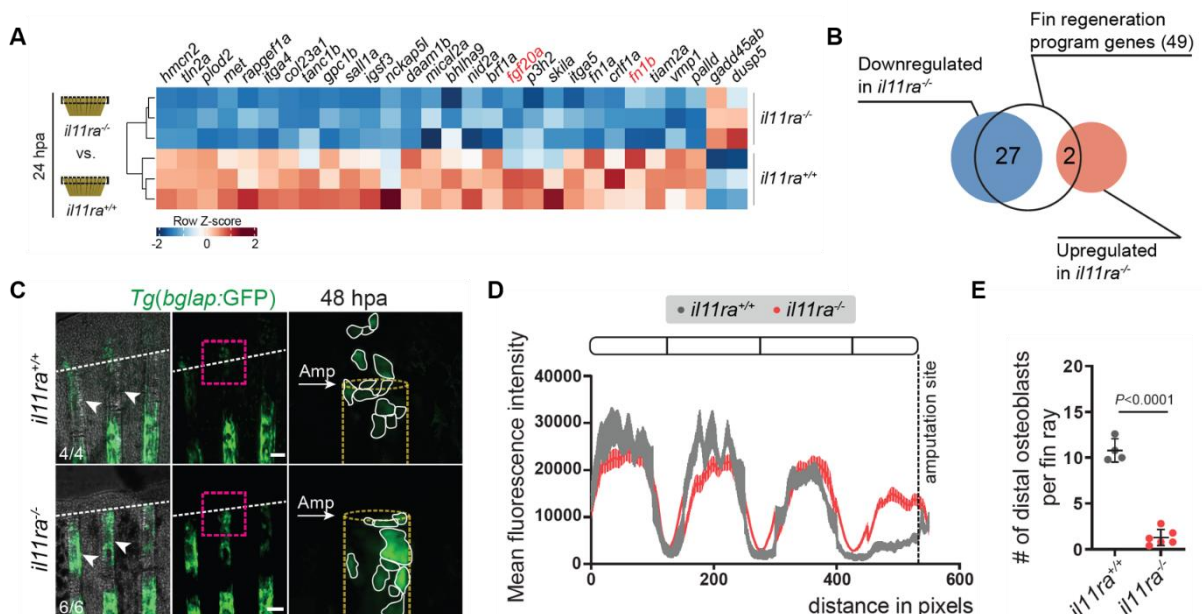 A
hmcn2
tln2a
plod2
met
rapgef1a
itga4
col23a1
tanc1b
gpc1b
sall1a
igsf3
nckap5l
daam1b
mical2a
bhlha9
nid2a
brf1a
fgf20a
p3h2
skila
itga5
fn1a
crlf1a
fn1b
tiam2a
vmp1
palld
gadd45ab
dusp5
24 hpa
il11ra-/-
vs.
il11ra+/+
il11ra-/-
il11ra+/+
Row Z-score
-2 0 2
B
Fin regeneration
program genes (49)
Downregulated
in il11ra-/-
27
2
Upregulated
in il11ra-/-
C
Tg(bglap:GFP) 48 hpa
il11ra+/+
Amp
4/4
il11ra-/-
Amp
6/6
D
il11ra+/+ il11ra-/-
amputation site
Mean fluorescence intensity
40000
30000
20000
10000
0
0 200 400 600
distance in pixels
E
# of distal osteoblasts
per fin ray
20
15
10
5
0
P<0.0001
il11ra+/+
il11ra-/-